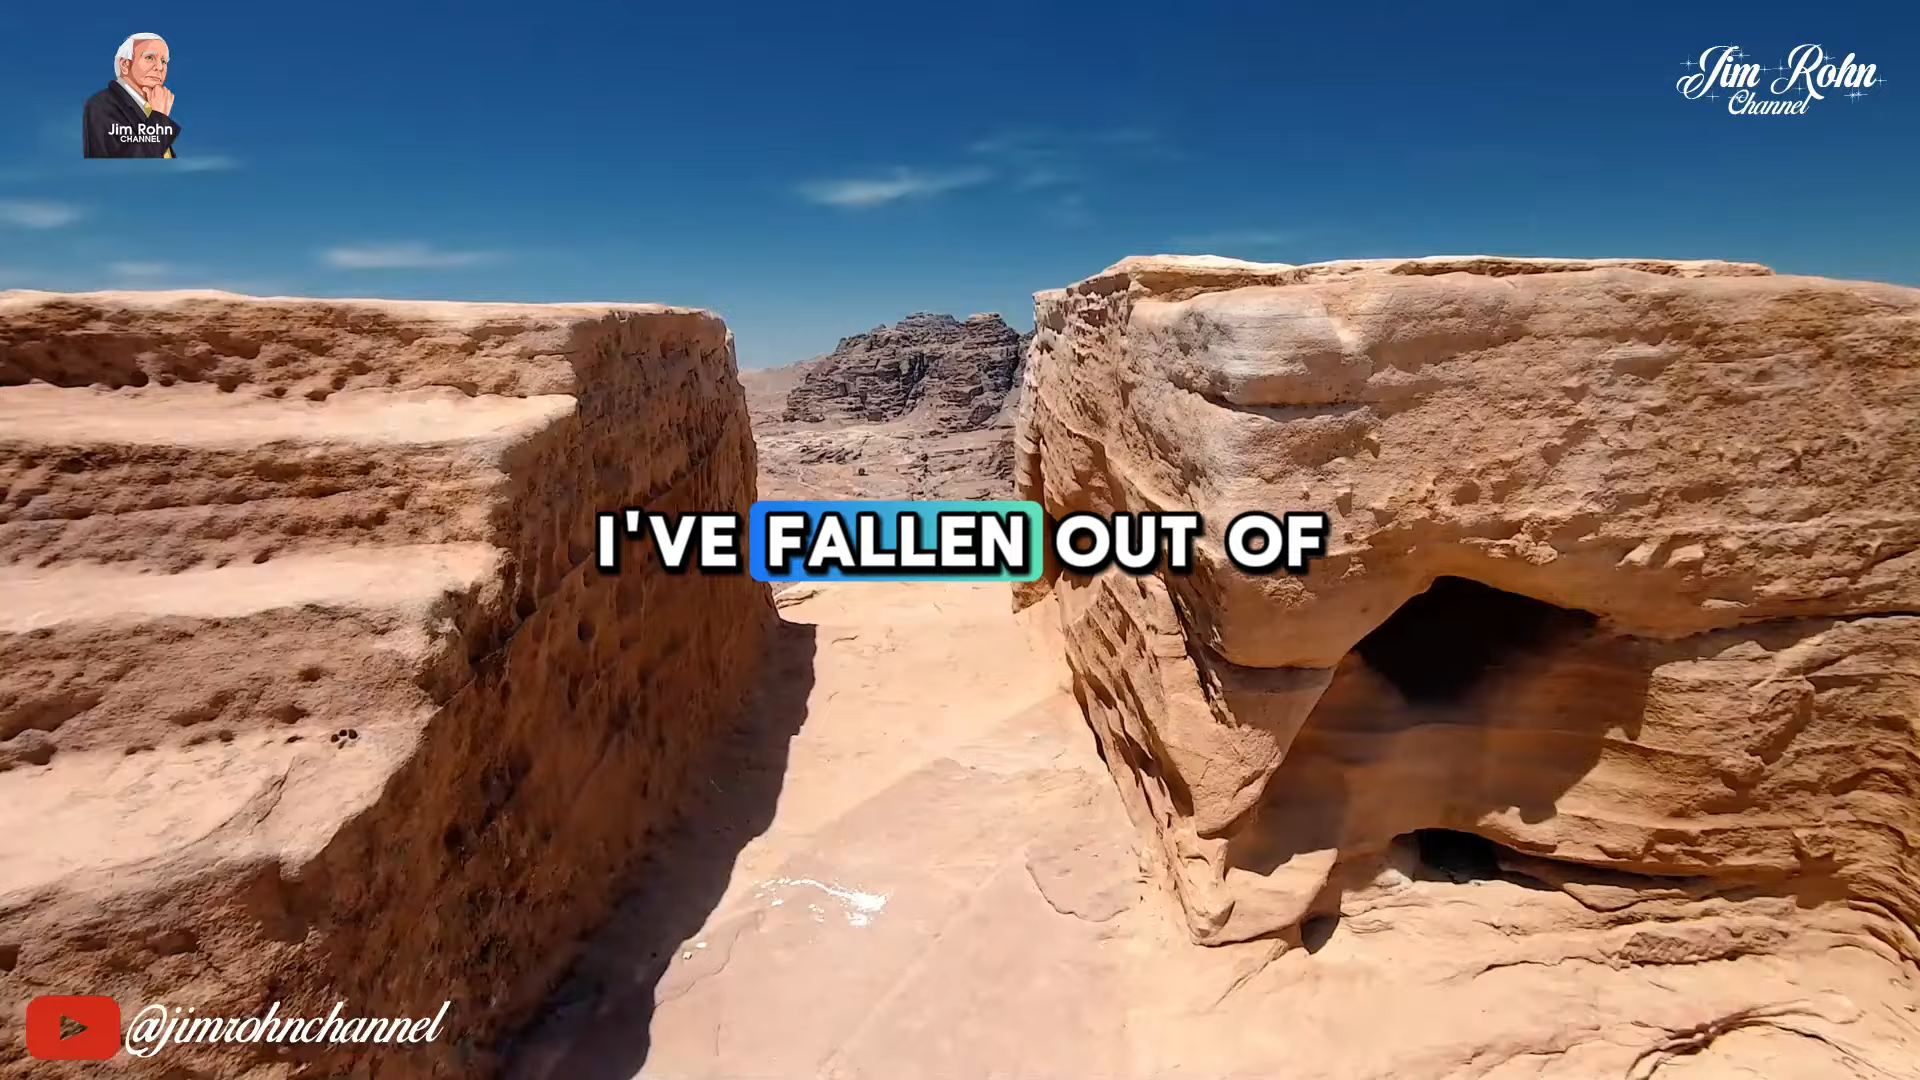 Jim Rohn
CHANNEL
Jim Rohn
Channel
I'VE FALLEN OUT OF
@jimrohnchannel